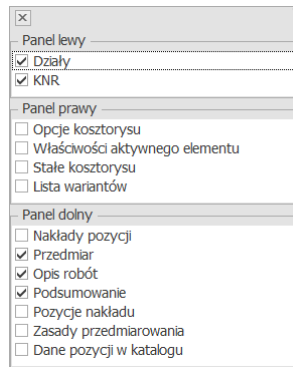 Panel lewy
Działy
KNR
Panel prawy
Opcje kosztorysu
Właściwości aktywnego elementu
Stałe kosztorysu
Lista wariantów
Panel dolny
Nakłady pozycji
Przedmiar
Opis robót
Podsumowanie
Pozycje nakładu
Zasady przedmiarowania
Dane pozycji w katalogu